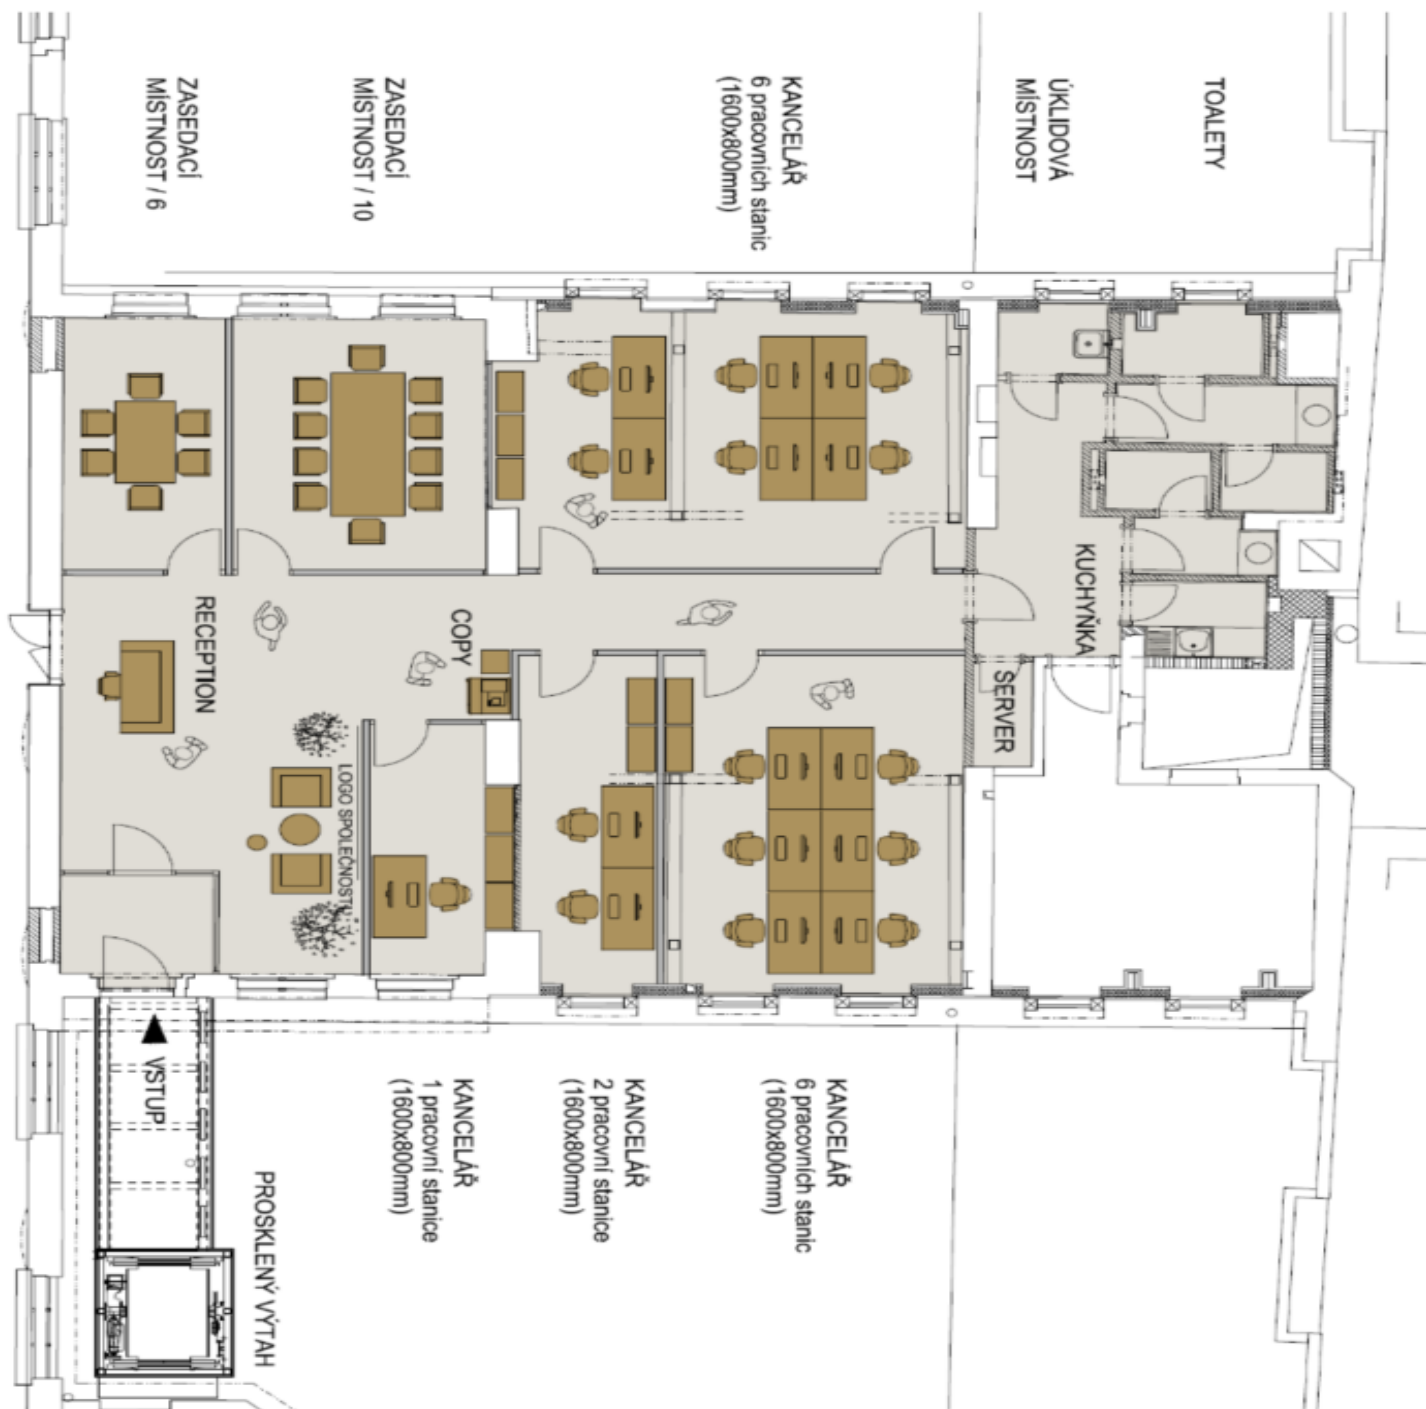 TOALETY
ÚKLIDOVÁ
MÍSTNOST
KANCELÁŘ
6 pracovních stanic
(1600x800mm)
ZASEDACÍ
MÍSTNOST / 10
ZASEDACÍ
MÍSTNOST / 6
KUCHYŇKA
SERVER
COPY
LOGO SPOLEČNOSTI
RECEPTION
KANCELÁŘ
6 pracovních stanic
(1600x800mm)
KANCELÁŘ
2 pracovní stanice
(1600x800mm)
KANCELÁŘ
1 pracovní stanice
(1600x800mm)
PROSKLENÝ VÝTAH
VSTUP